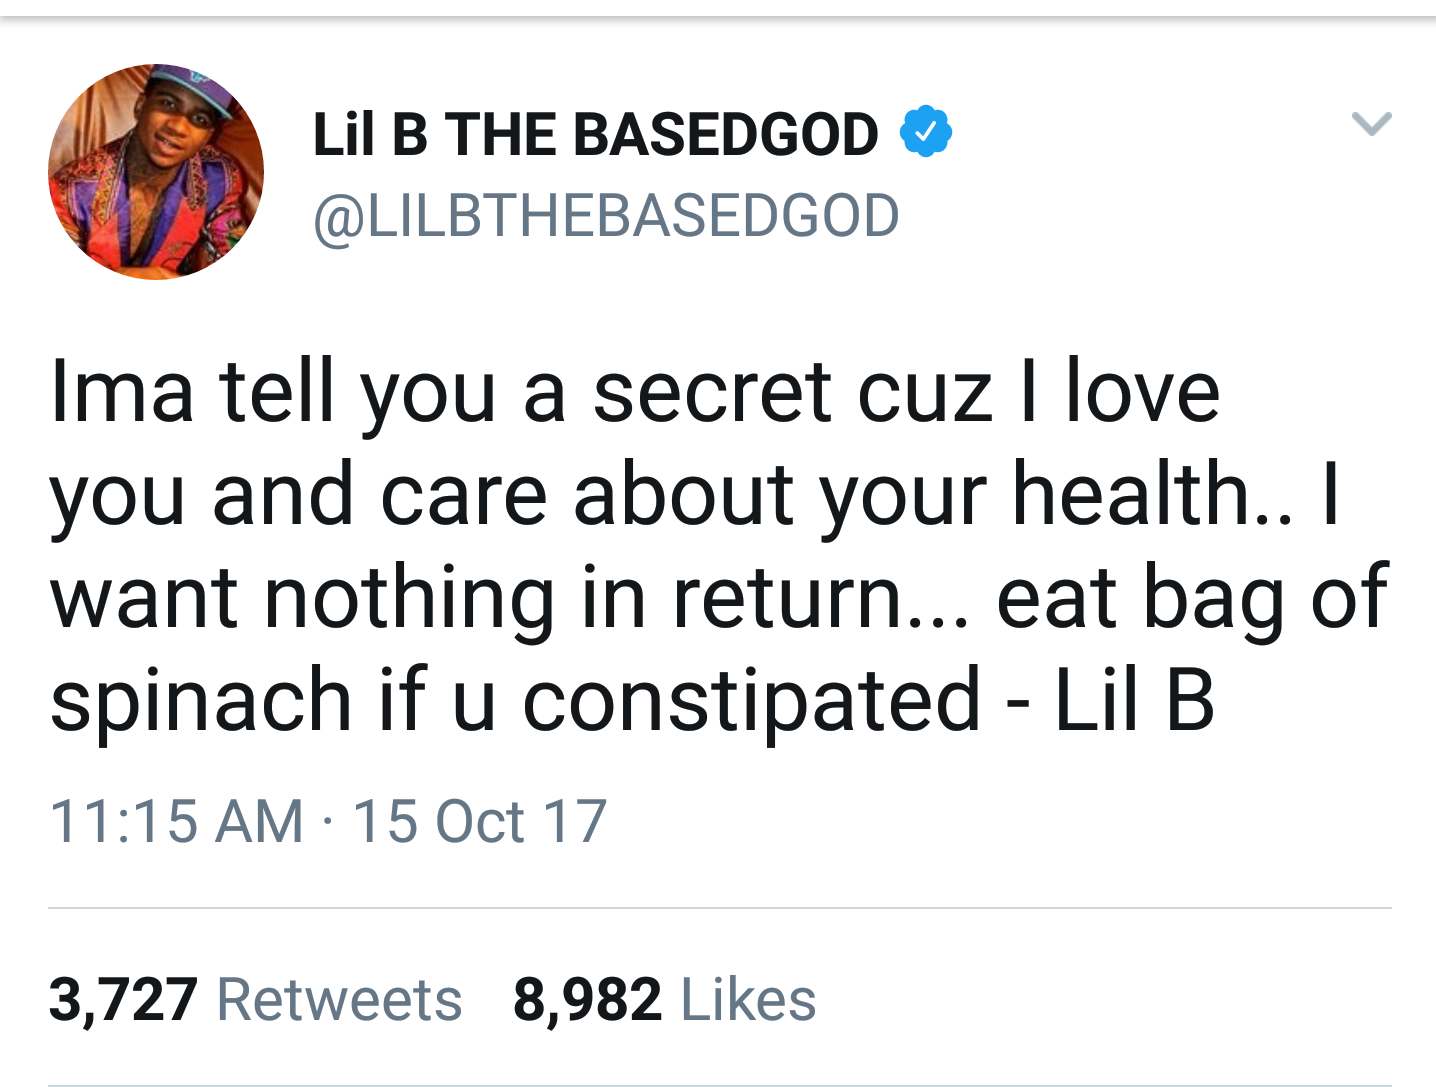 Lil B THE BASEDGOD
@LILBTHEBASEDGOD
Ima tell you a secret cuz I love
you and care about your health.. I
want nothing in return... eat bag of
spinach if u constipated - Lil B
11:15 AM · 15 Oct 17
3,727 Retweets 8,982 Likes